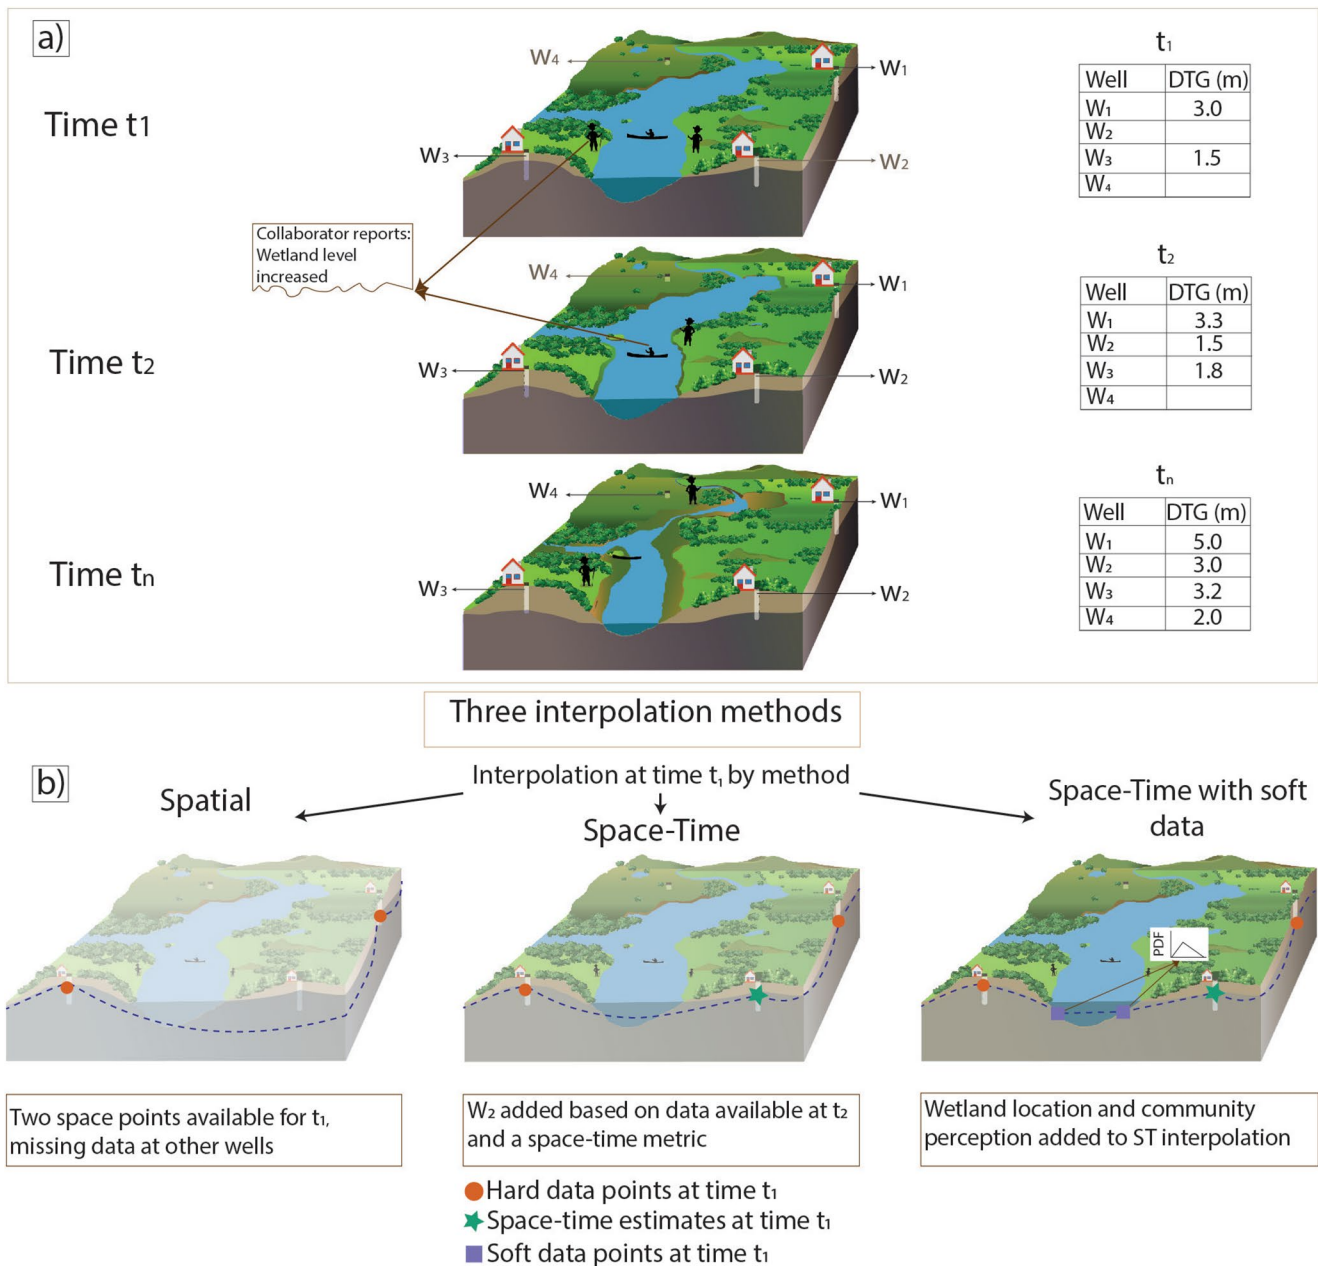 a)
Time t1
W4
W1
W3
W2
t1
Well DTG (m)
W1 3.0
W2
W3 1.5
W4
Collaborator reports:
Wetland level
increased
Time t2
W4
W1
W3
W2
t2
Well DTG (m)
W1 3.3
W2 1.5
W3 1.8
W4
Time tn
W4
W1
W3
W2
tn
Well DTG (m)
W1 5.0
W2 3.0
W3 3.2
W4 2.0
Three interpolation methods
b)
Interpolation at time t1 by method
Spatial
Space-Time
Space-Time with soft
data
PDF
Two space points available for t1,
missing data at other wells
W2 added based on data available at t2
and a space-time metric
Wetland location and community
perception added to ST interpolation
Hard data points at time t1
Space-time estimates at time t1
Soft data points at time t1